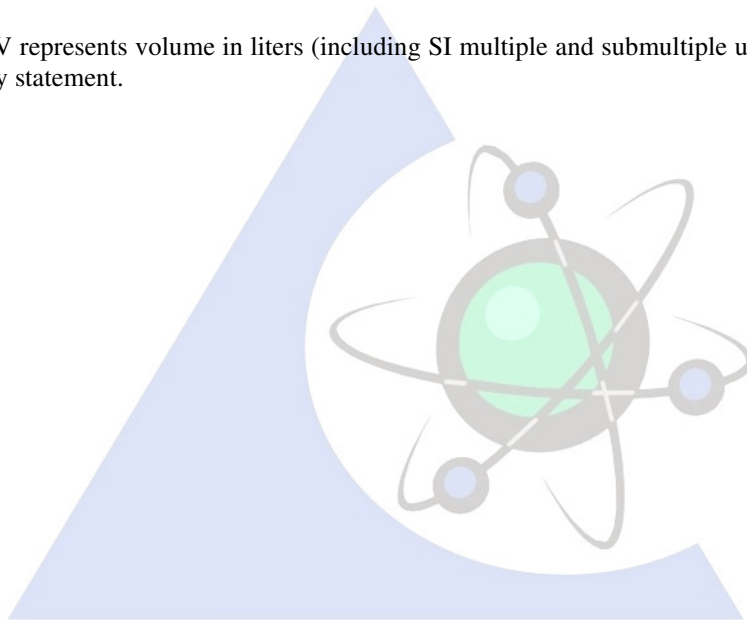 represents volume in liters (including SI multiple and submultiple
statement.